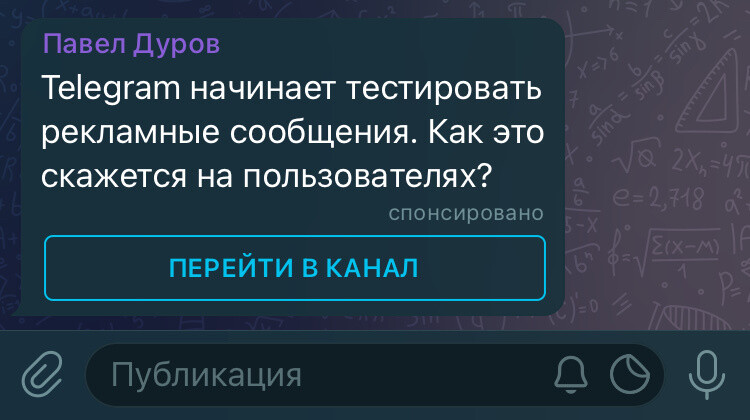 Павел Дуров
Telegram начинает тестировать
рекламные сообщения. Как это
скажется на пользователях?
спонсировано
ПЕРЕЙТИ В КАНАЛ
Публикация